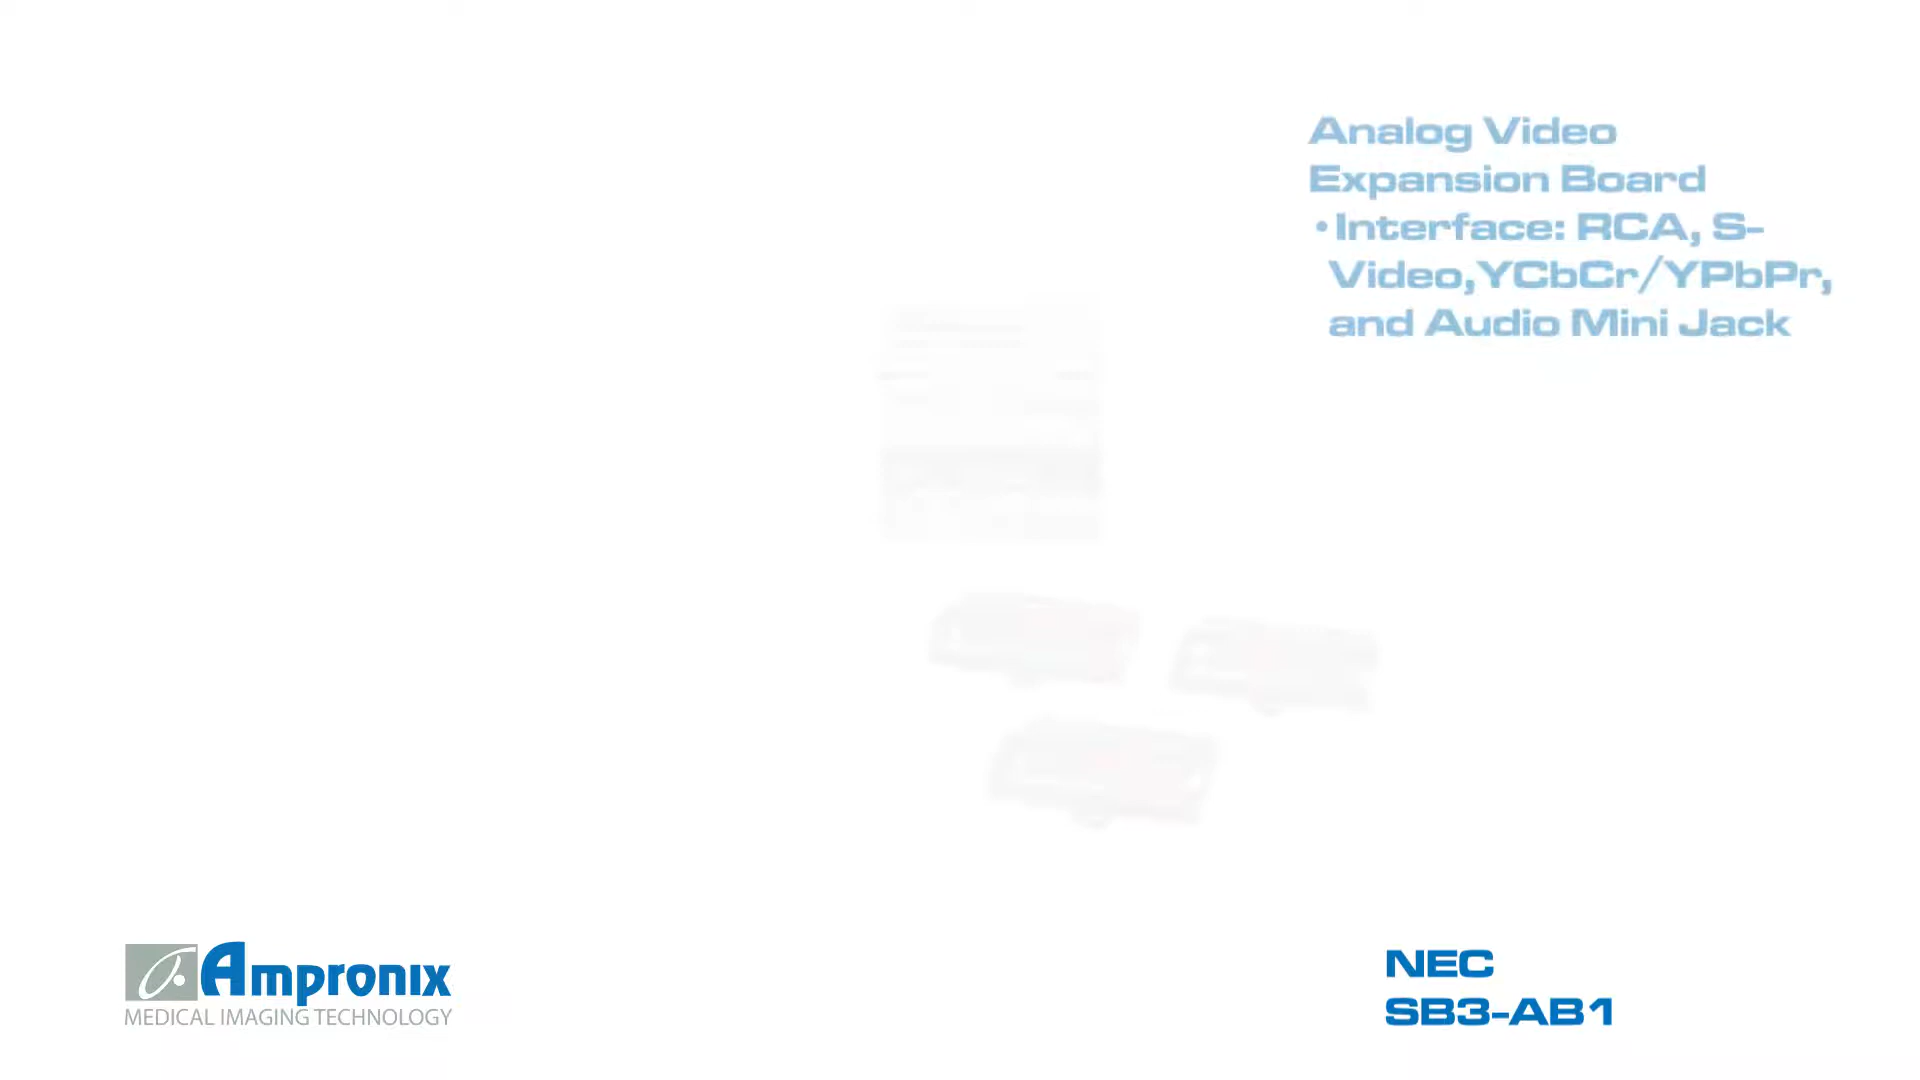 Analog Video
Expansion Board
•Interface: RCA, S-
Video,YCbCr/YPbPr,
and Audio Mini Jack
Ampronix
MEDICAL IMAGING TECHNOLOGY
NEC
SB3-AB1